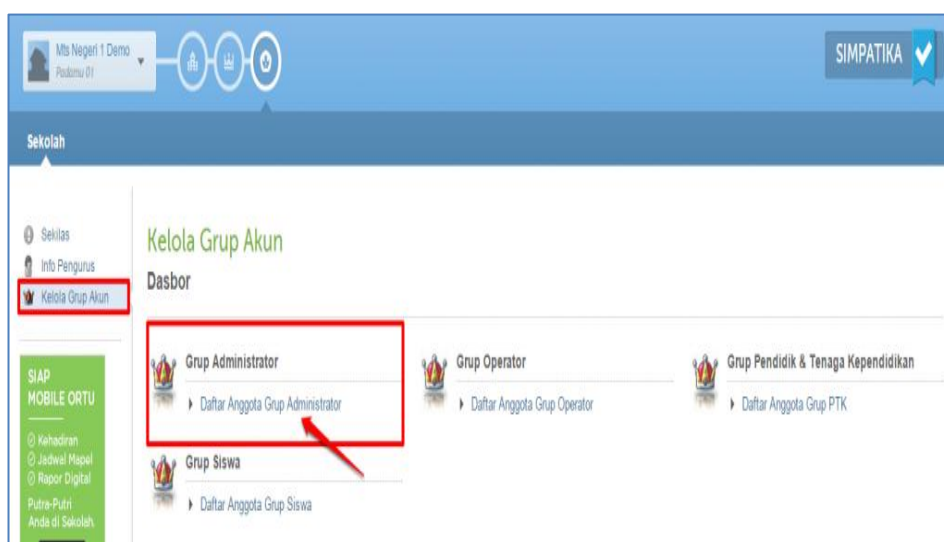 Mts Negeri 1 Demo
Padamu 01
SIMPATIKA
Sekolah
Sekilas
Info Pengurus
Kelola Grup Akun
SIAP
MOBILE ORTU
Kehadiran
Jadwal Mapel
Rapor Digital
Putra-Putri
Anda di Sekolah.
Kelola Grup Akun
Dasbor
Grup Administrator
Daftar Anggota Grup Administrator
Grup Operator
Daftar Anggota Grup Operator
Grup Pendidik & Tenaga Kependidikan
Daftar Anggota Grup PTK
Grup Siswa
Daftar Anggota Grup Siswa